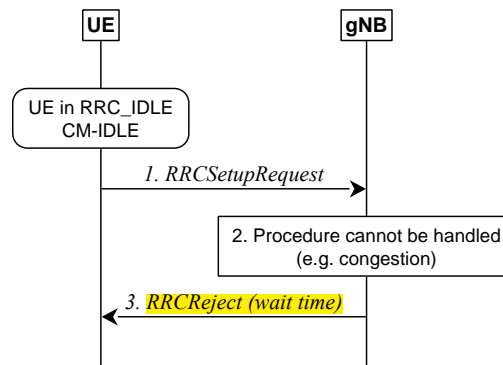 UE
gNB
UE in RRC_IDLE
CM-IDLE
1. RRCSetupRequest
2. Procedure cannot be handled
(e.g. congestion)
3. RRCReject (wait time)